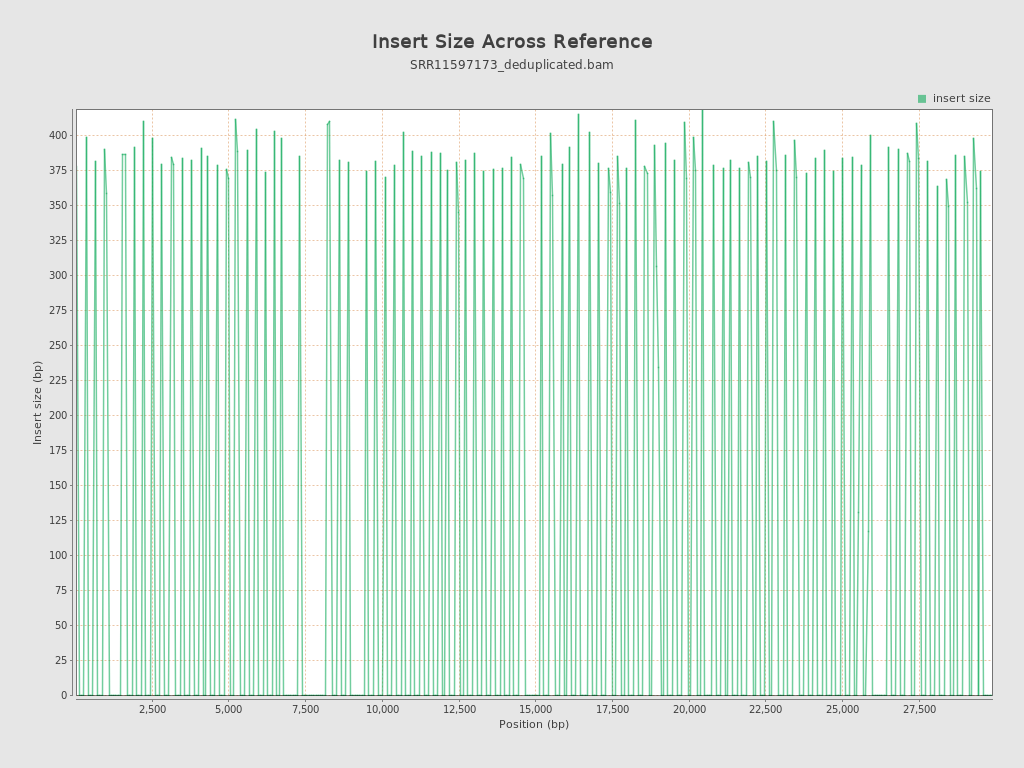 Insert Size Across Reference
SRR11597173_deduplicated.bam
insert size
400
375
350
325
300
275
250
225
200
175
150
125
100
75
50
25
0
Insert size (bp)
2,500 5,000 7,500 10,000 12,500 15,000 17,500 20,000 22,500 25,000 27,500
Position (bp)